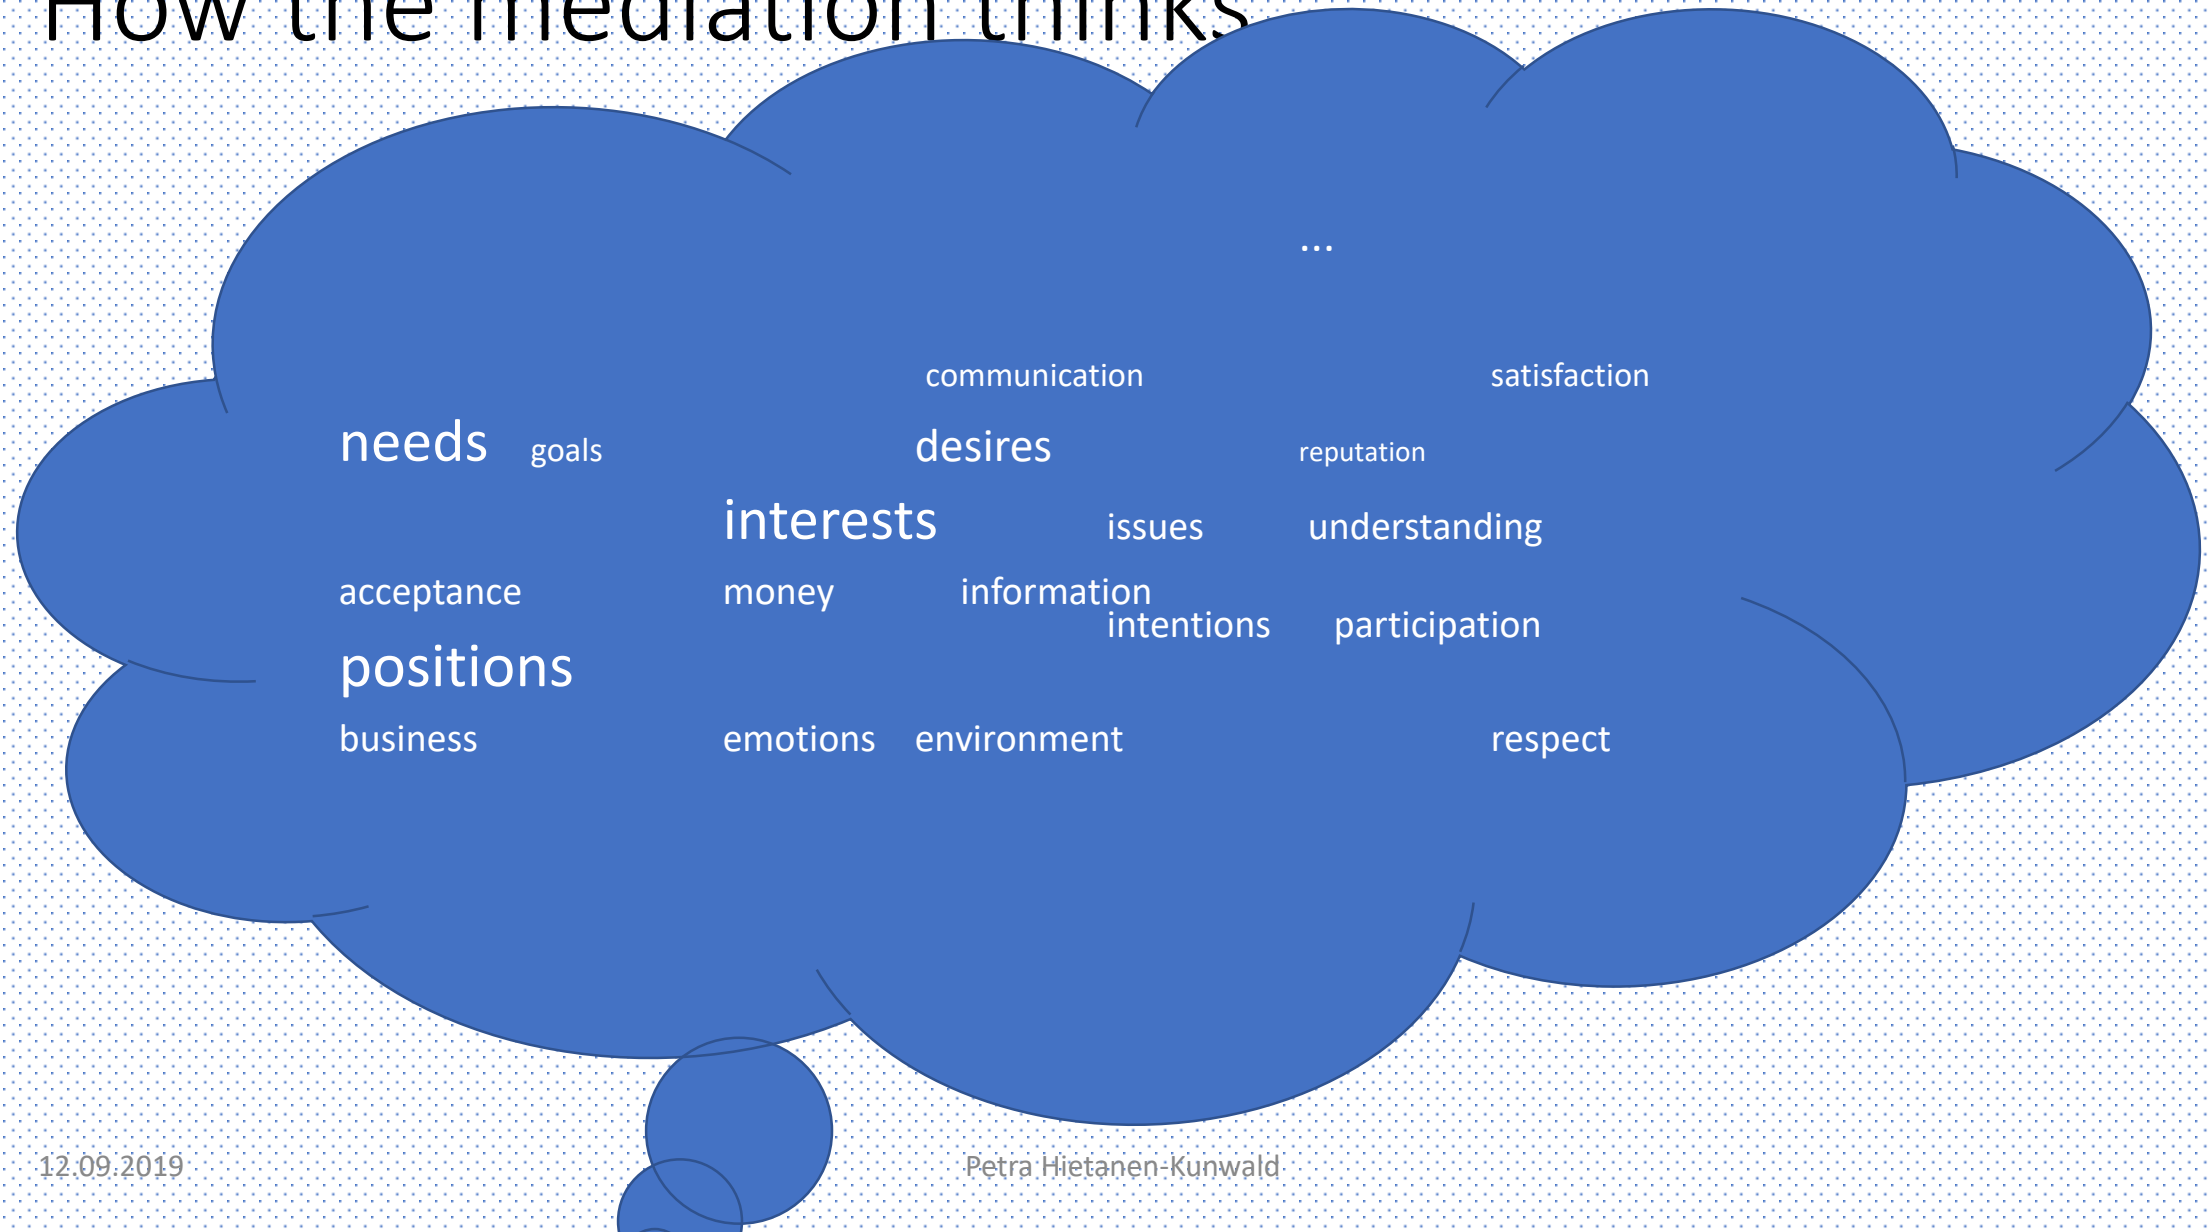 How the mediation thinks
...
communication satisfaction
needs goals desires reputation
interests issues understanding
acceptance money information
intentions participation
positions
business emotions environment respect
12.09.2019 Petra Hietanen-Kunwald